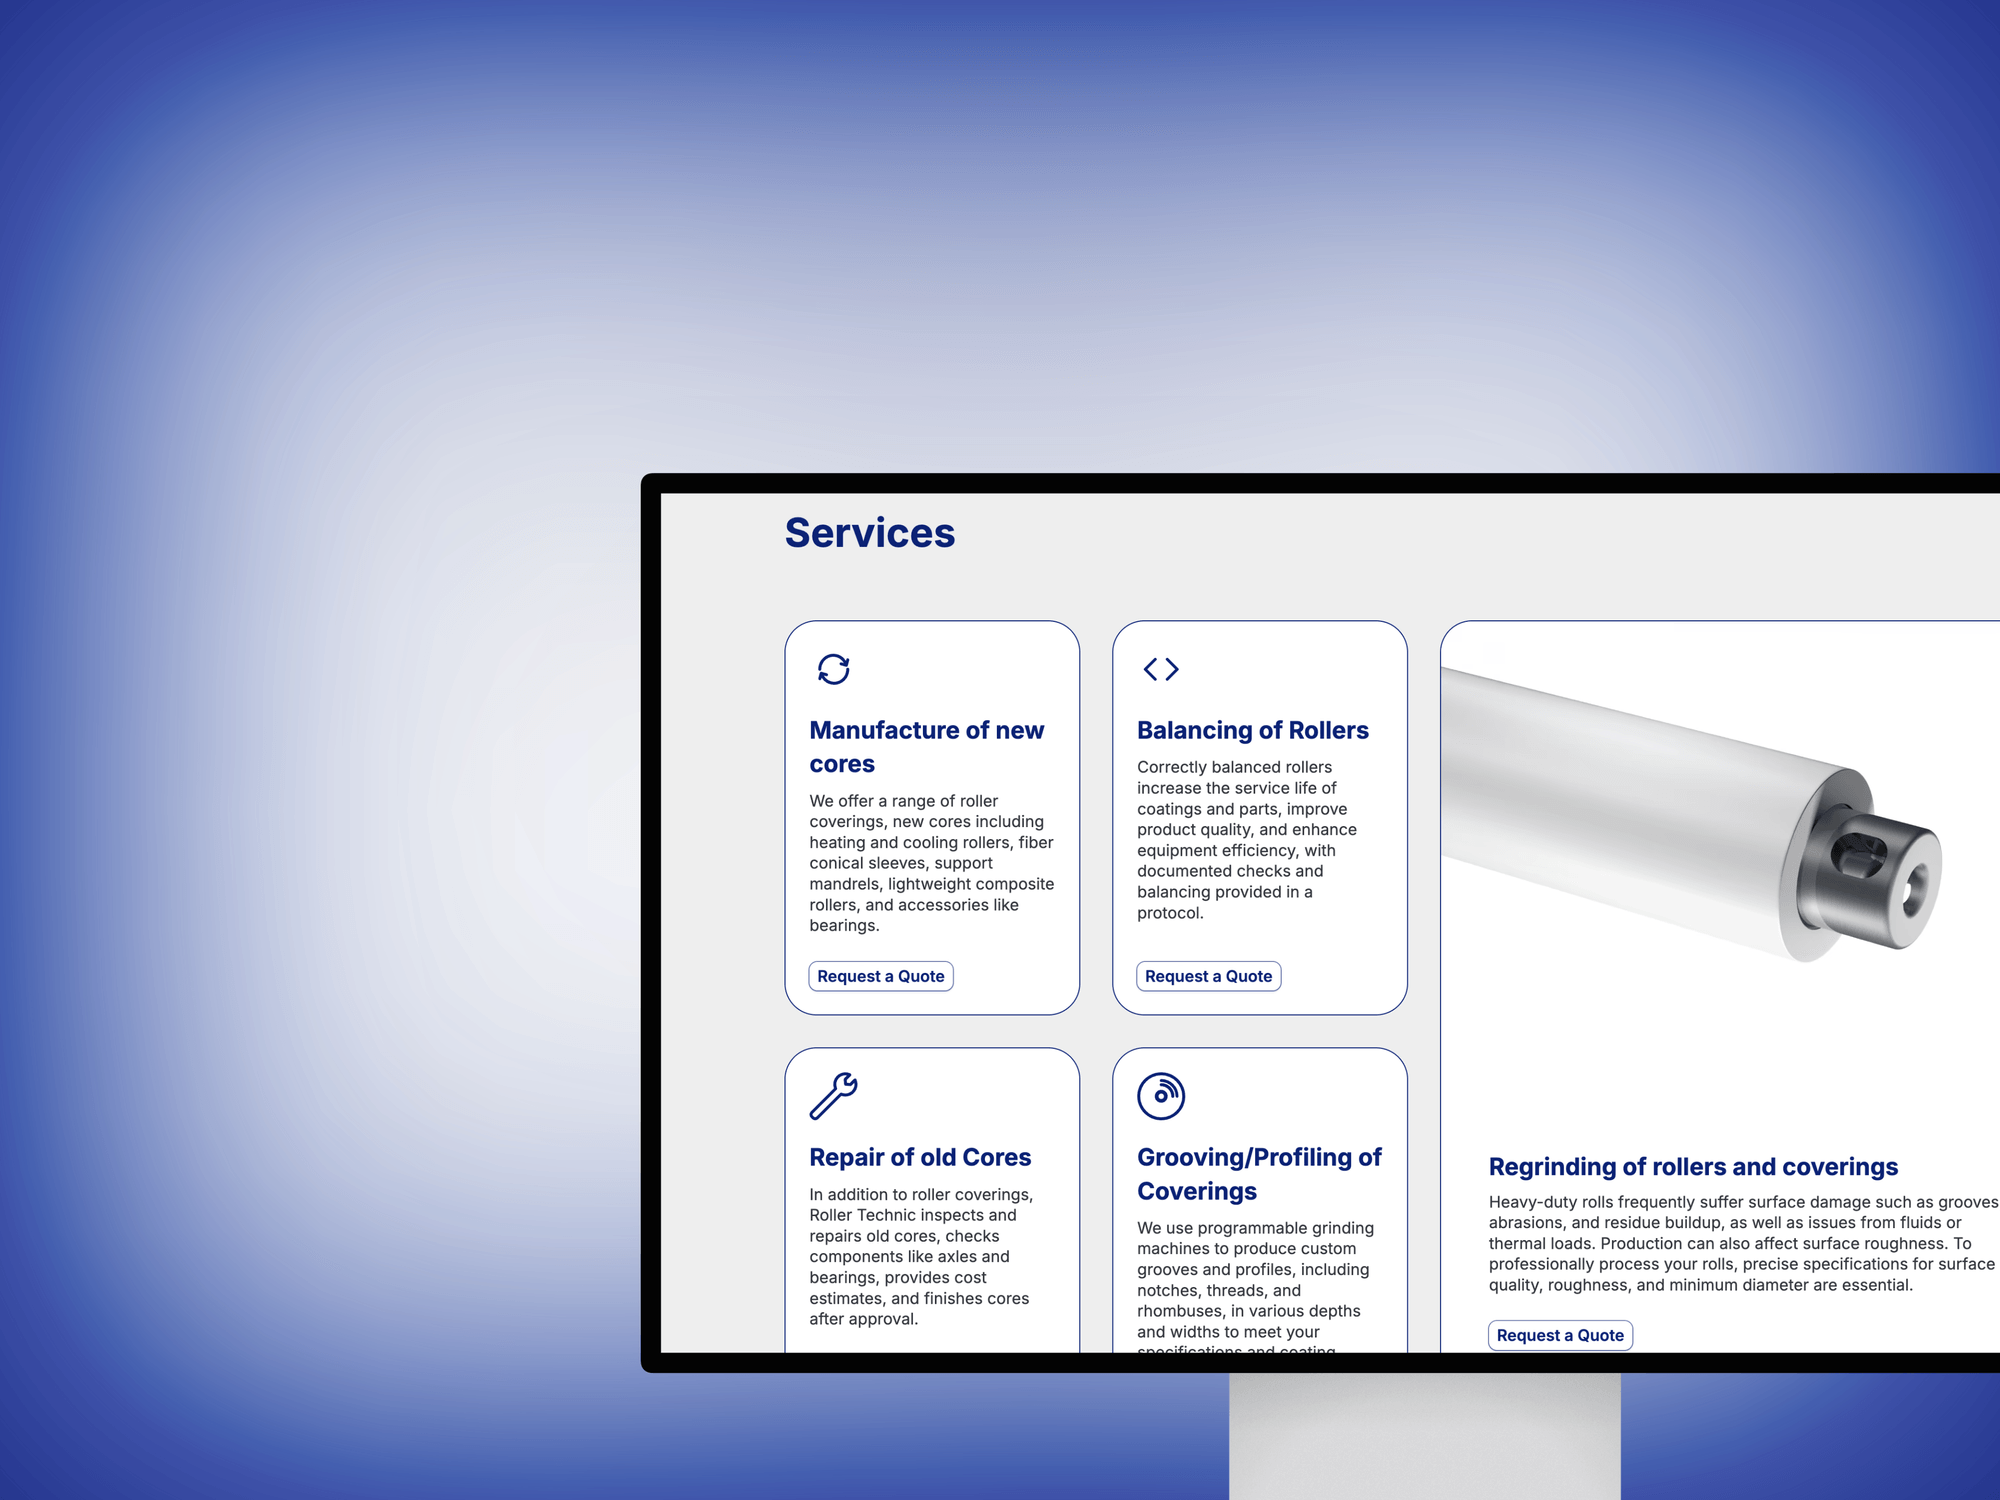 Services
Manufacture of new
cores
We offer a range of roller
coverings, new cores including
heating and cooling rollers, fiber
conical sleeves, support
mandrels, lightweight composite
rollers, and accessories like
bearings.
Request a Quote
Balancing of Rollers
Correctly balanced rollers
increase the service life of
coatings and parts, improve
product quality, and enhance
equipment efficiency, with
documented checks and
balancing provided in a
protocol.
Request a Quote
Repair of old Cores
In addition to roller coverings,
Roller Technic inspects and
repairs old cores, checks
components like axles and
bearings, provides cost
estimates, and finishes cores
after approval.
Grooving/Profiling of
Coverings
We use programmable grinding
machines to produce custom
grooves and profiles, including
notches, threads, and
rhombuses, in various depths
and widths to meet your
specifications and coating
Regrinding of rollers and coverings
Heavy-duty rolls frequently suffer surface damage such as grooves
abrasions, and residue buildup, as well as issues from fluids or
thermal loads. Production can also affect surface roughness. To
professionally process your rolls, precise specifications for surface
quality, roughness, and minimum diameter are essential.
Request a Quote